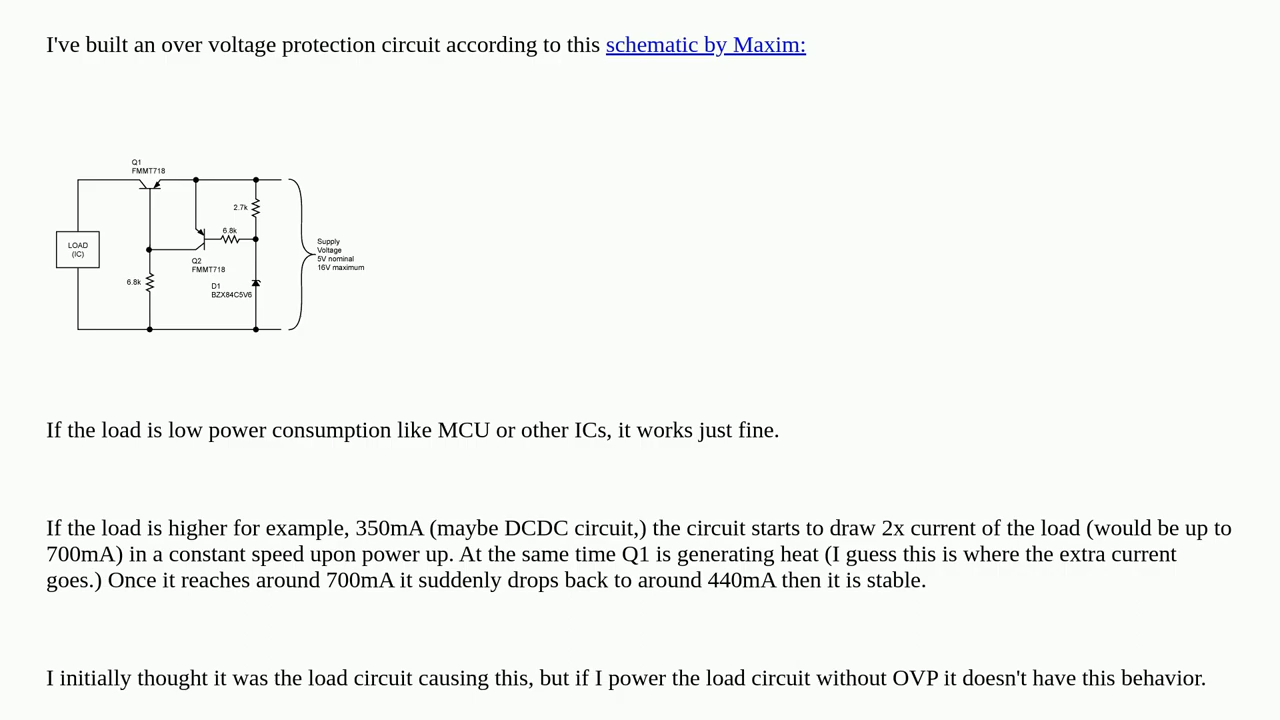 I've built an over voltage protection circuit according to this schematic by Maxim:
Q1
FMMT718
2.7k
6.8k
LOAD
(IC)
Supply
Voltage
5V nominal
16V maximum
Q2
FMMT718
6.8k
D1
BZX84C5V6
If the load is low power consumption like MCU or other ICs, it works just fine.
If the load is higher for example, 350mA (maybe DCDC circuit,) the circuit starts to draw 2x current of the load (would be up to
700mA) in a constant speed upon power up. At the same time Q1 is generating heat (I guess this is where the extra current
goes.) Once it reaches around 700mA it suddenly drops back to around 440mA then it is stable.
I initially thought it was the load circuit causing this, but if I power the load circuit without OVP it doesn't have this behavior.